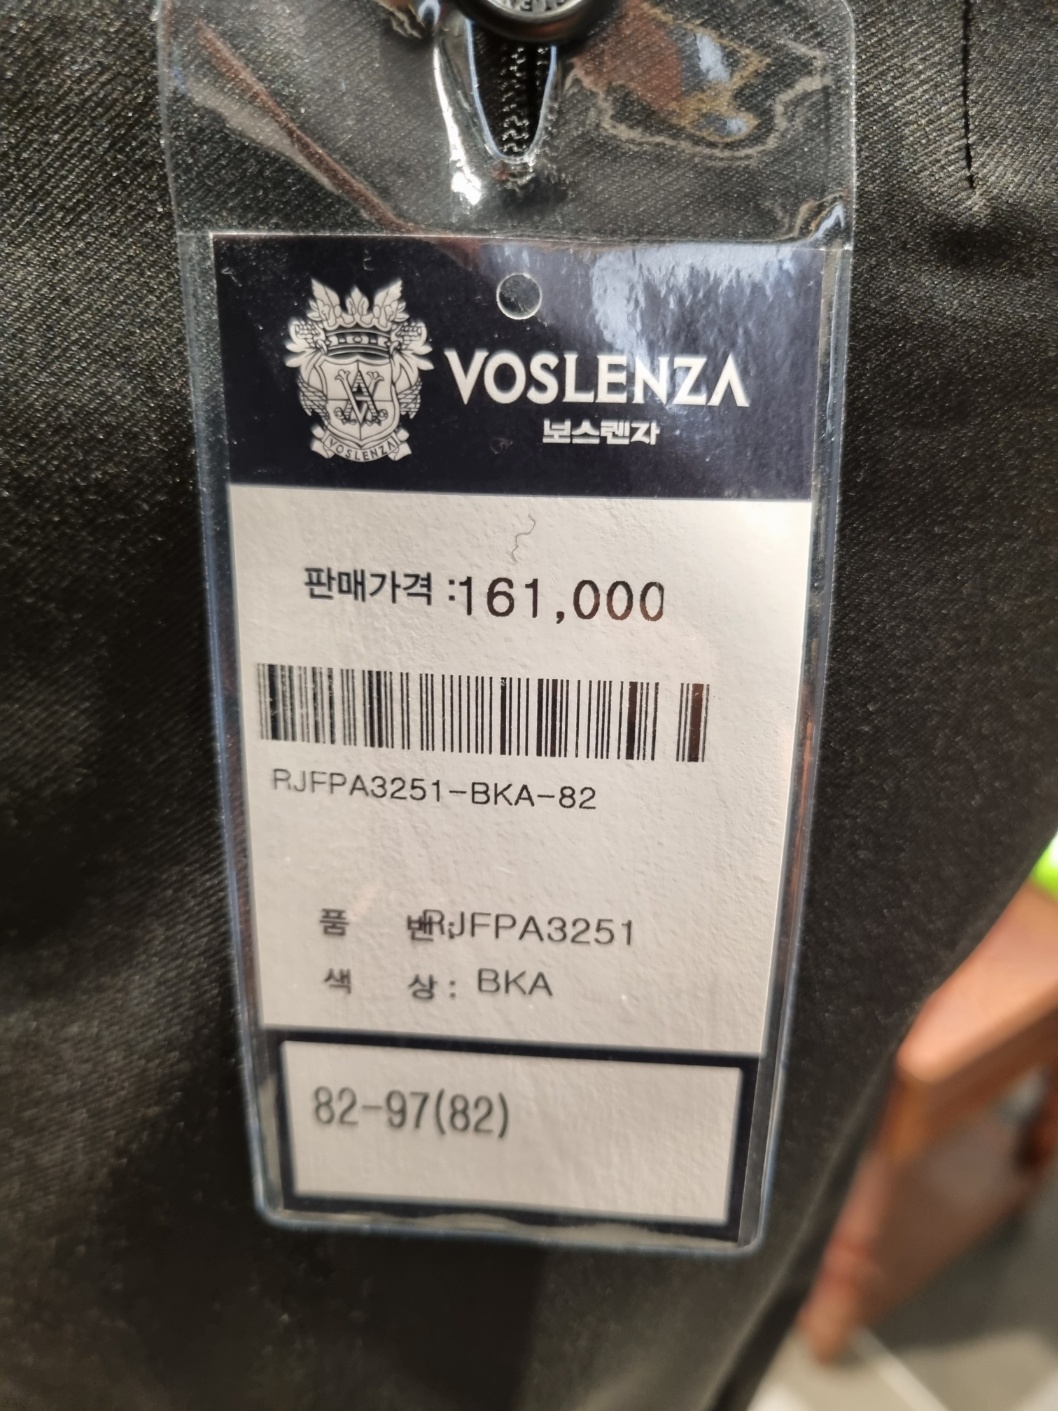 VOSLENZA
보스렌자
VOSLENZA
판매가격 :161,000
RJFPA3251-BKA-82
품 번: RJFPA3251
색 상 : BKA
82-97(82)